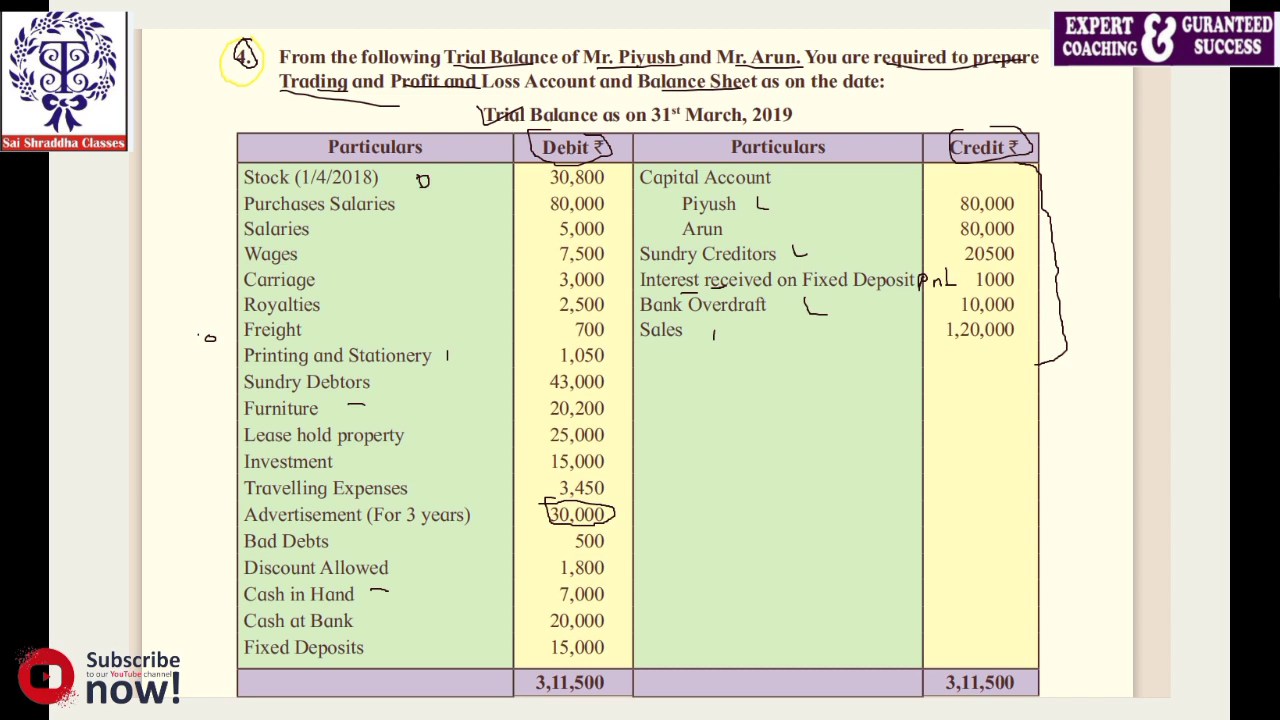 Sai Shraddha Classes
EXPERT COACHING & GURANTEED SUCCESS
4. From the following Trial Balance of Mr. Piyush and Mr. Arun. You are required to prepare
Trading and Profit and Loss Account and Balance Sheet as on the date:
Trial Balance as on 31st March, 2019
Particulars Debit ₹ Particulars Credit ₹
Stock (1/4/2018) 30,800 Capital Account
Purchases Salaries 80,000 Piyush 80,000
Salaries 5,000 Arun 80,000
Wages 7,500 Sundry Creditors 20500
Carriage 3,000 Interest received on Fixed Deposit PnL 1000
Royalties 2,500 Bank Overdraft 10,000
Freight 700 Sales 1,20,000
Printing and Stationery 1,050
Sundry Debtors 43,000
Furniture 20,200
Lease hold property 25,000
Investment 15,000
Travelling Expenses 3,450
Advertisement (For 3 years) 30,000
Bad Debts 500
Discount Allowed 1,800
Cash in Hand 7,000
Cash at Bank 20,000
Fixed Deposits 15,000
3,11,500 3,11,500
Subscribe
to our YouTube channel
now!